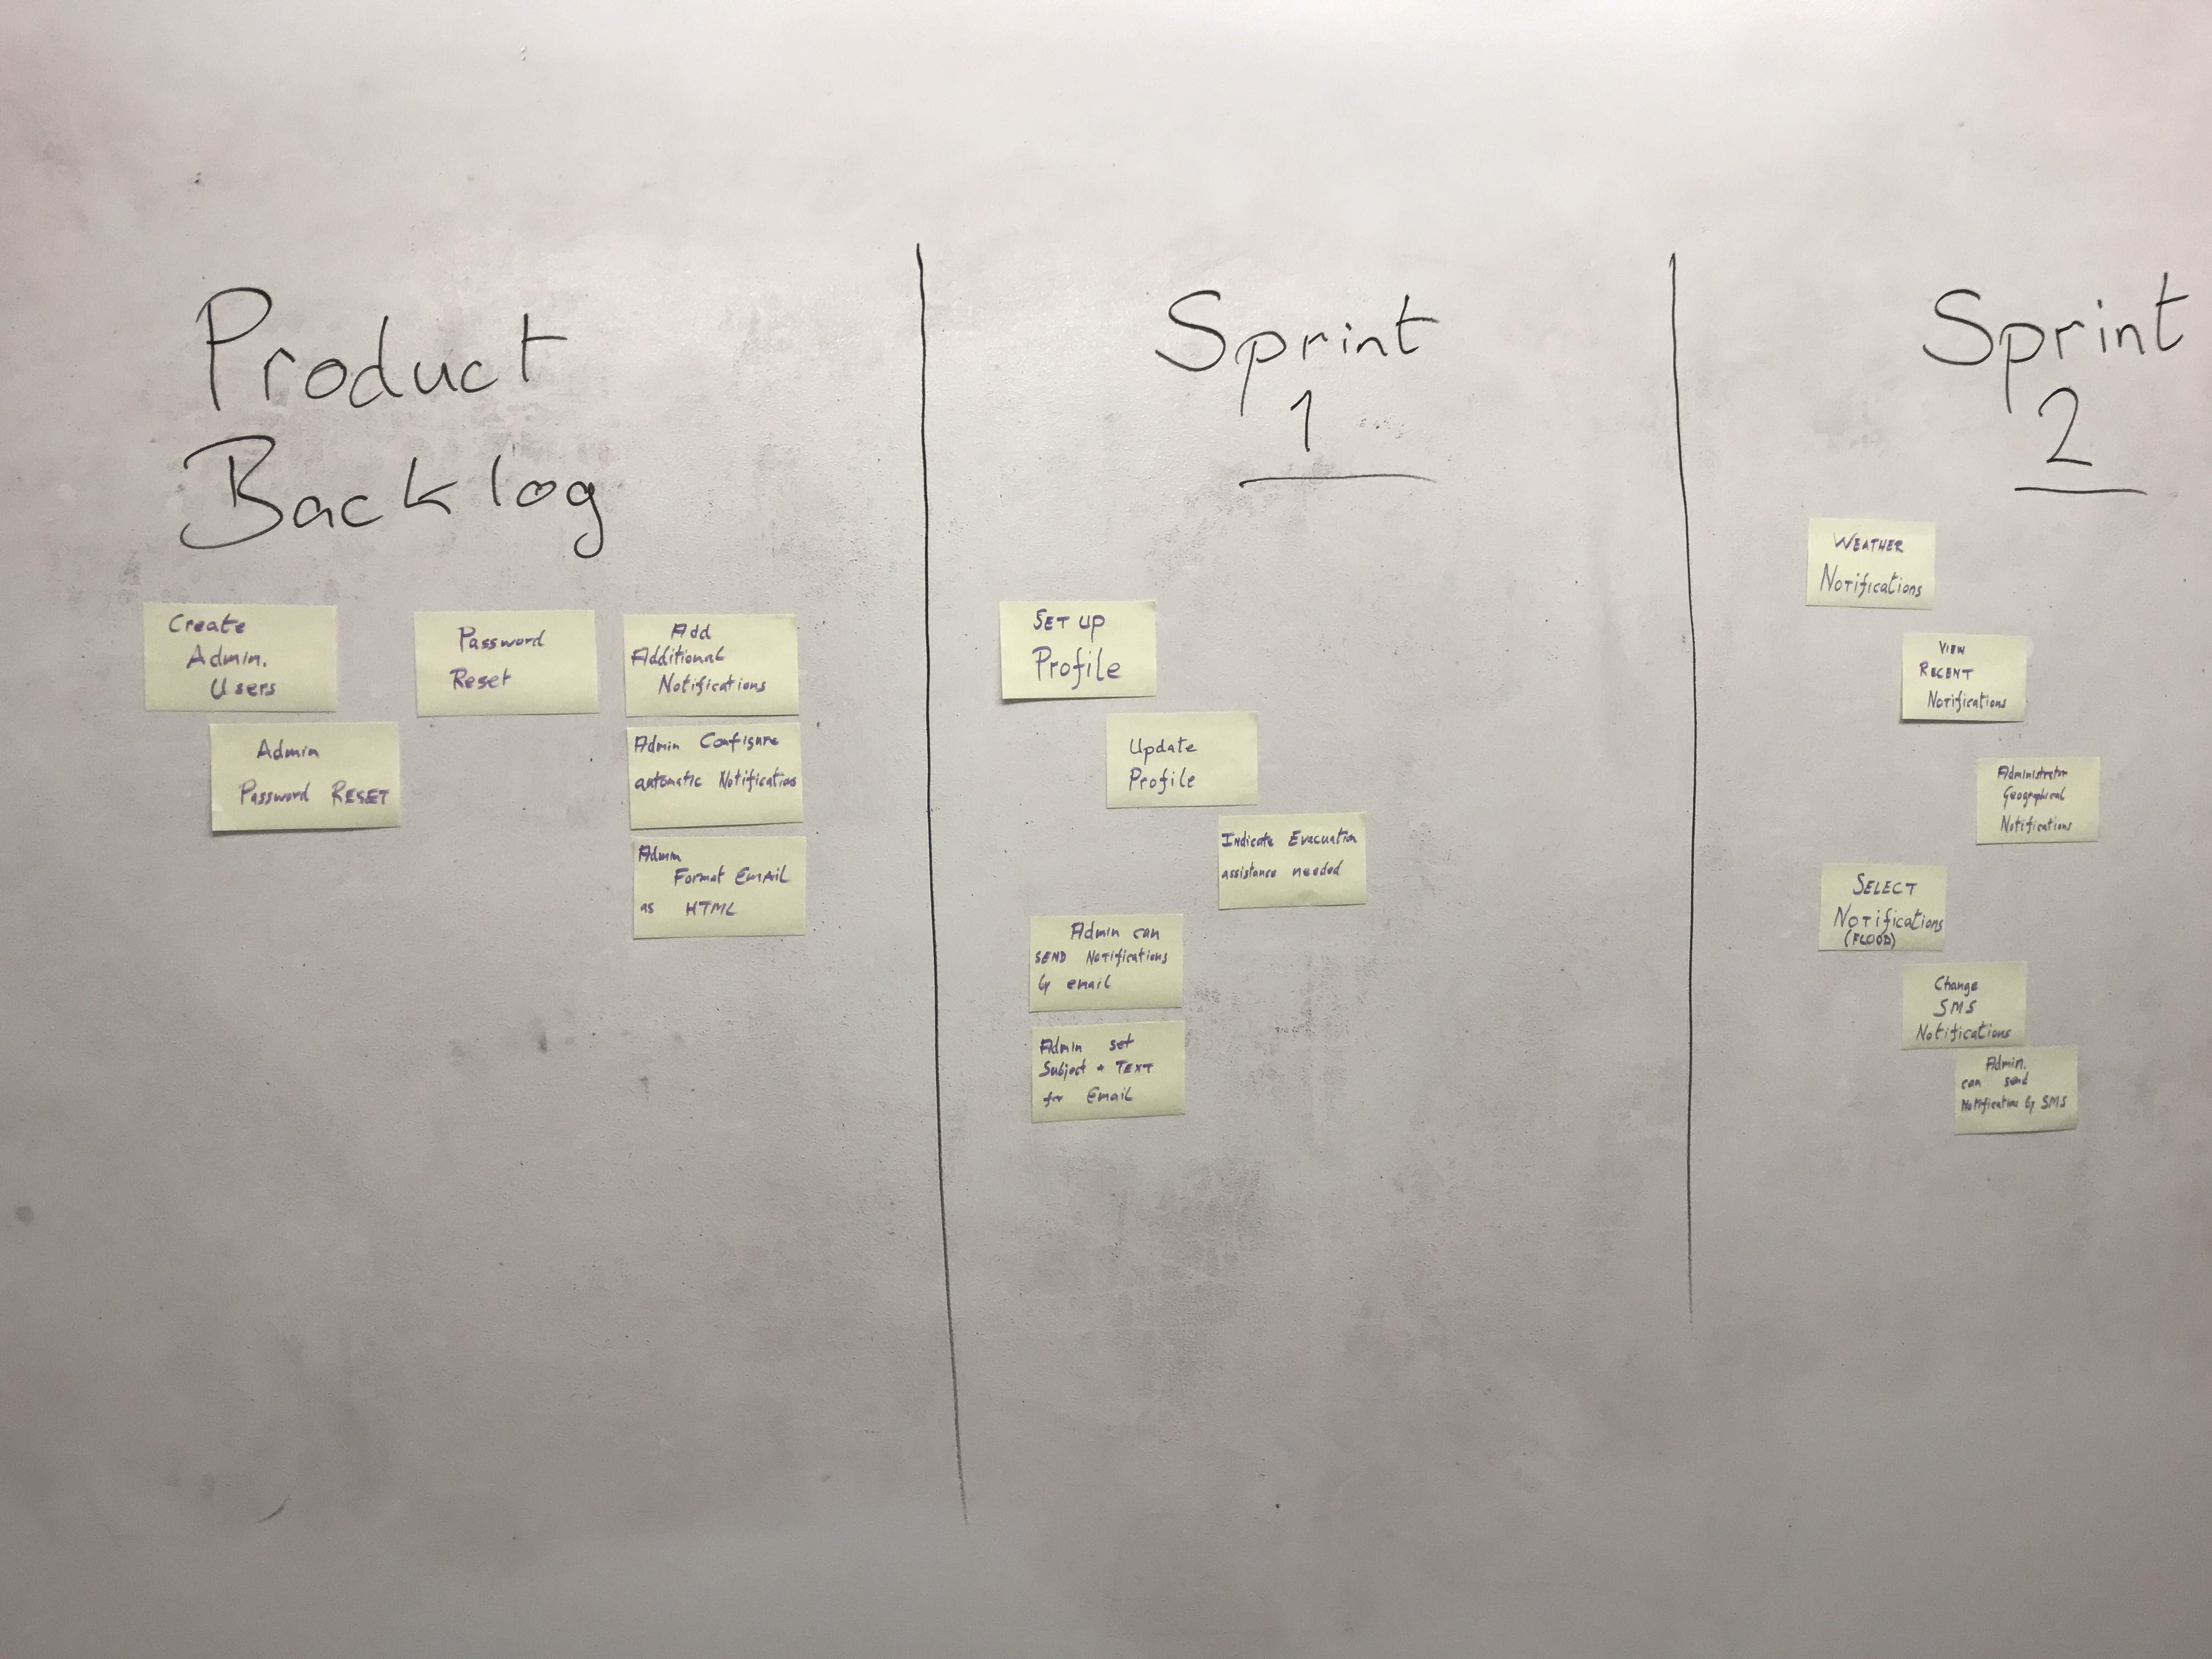 Product
Backlog
Create
Admin.
Users
Admin
Password RESET
Password
Reset
Add
Additional
Notifications
Admin Configure
automatic Notifications
Admin
Format EmAil
as HTML
Sprint
1
SET UP
Profile
Update
Profile
Indicate Evacuation
assistance needed
Admin can
SEND Notifications
by email
Admin set
Subject + TEXT
for Email
Sprint
2
WEATHER
Notifications
VIEW
RECENT
Notifications
Administrator
Geographical
Notifications
SELECT
Notifications
(FLOOD)
Change
SMS
Notifications
Admin.
can send
Notifications by SMS